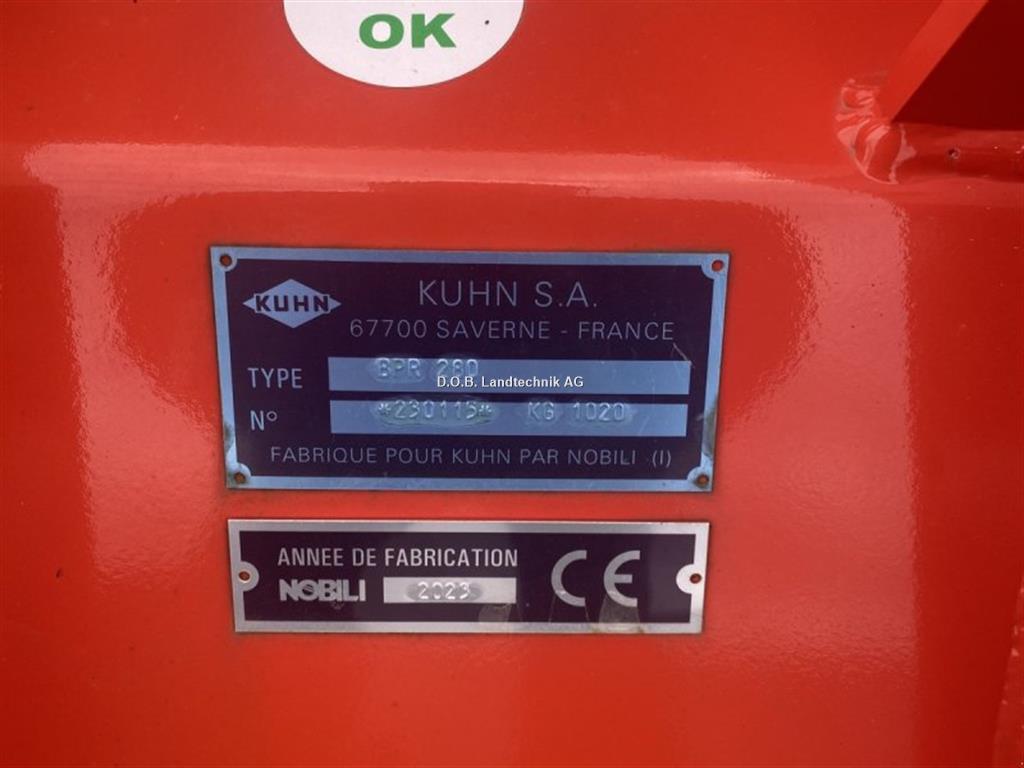 OK
KUHN
KUHN S.A.
67700 SAVERNE - FRANCE
TYPE BPR 280
D.O.B. Landtechnik AG
N° *230115* KG 1020
FABRIQUE POUR KUHN PAR NOBILI (I)
ANNEE DE FABRICATION
NOBILI 2023 CE